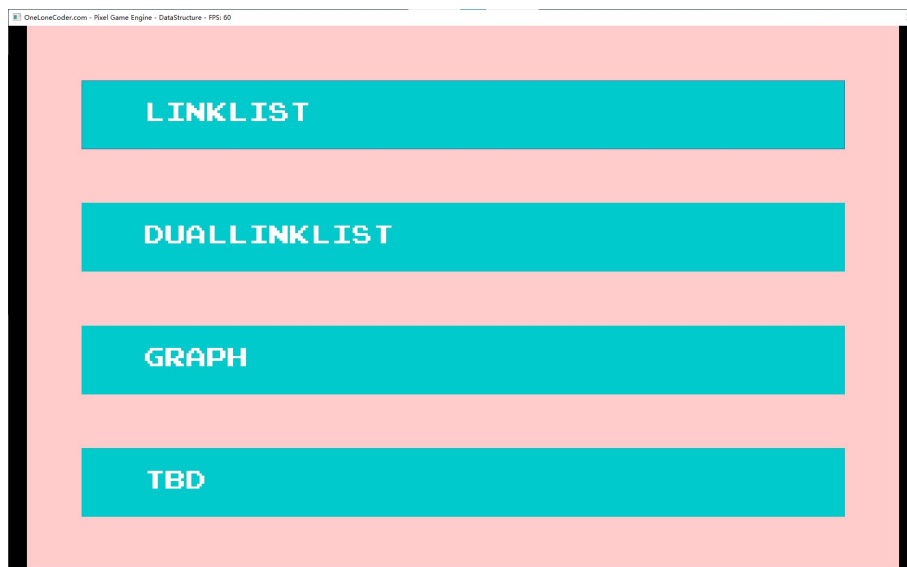 OneLoneCoder.com - Pixel Game Engine - DataStructure - FPS: 60
LINKLIST
DUALLINKLIST
GRAPH
TBD